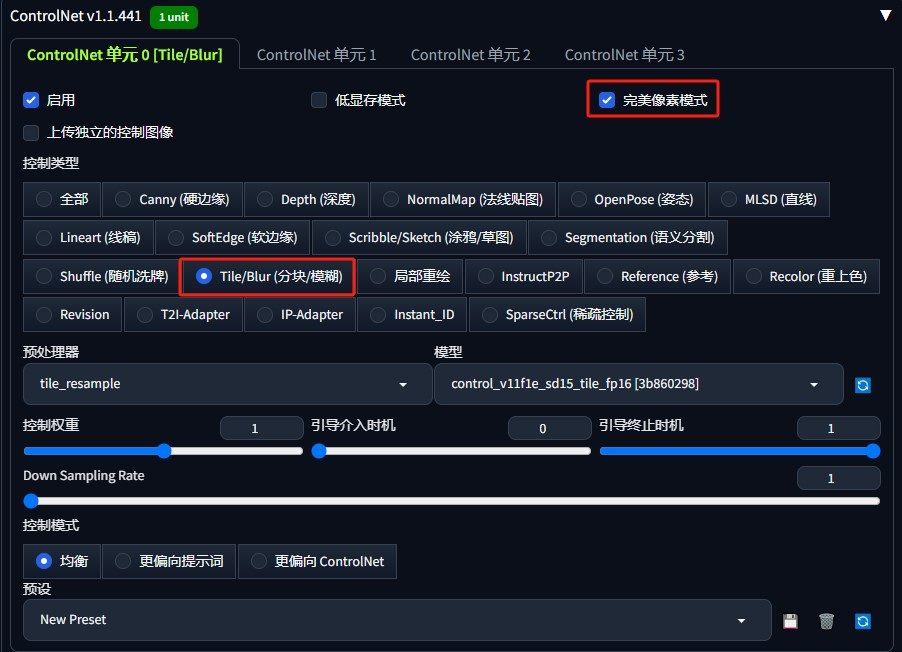 ControlNet v1.1.441 1 unit
ControlNet 单元 0 [Tile/Blur] ControlNet 单元 1 ControlNet 单元 2 ControlNet 单元 3
启用 低显存模式 完美像素模式
上传独立的控制图像
控制类型
全部 Canny (硬边缘) Depth (深度) NormalMap (法线贴图) OpenPose (姿态) MLSD (直线)
Lineart (线稿) SoftEdge (软边缘) Scribble/Sketch (涂鸦/草图) Segmentation (语义分割)
Shuffle (随机洗牌) Tile/Blur (分块/模糊) 局部重绘 InstructP2P Reference (参考) Recolor (重上色)
Revision T2I-Adapter IP-Adapter Instant_ID SparseCtrl (稀疏控制)
预处理器 模型
tile_resample control_v11f1e_sd15_tile_fp16 [3b860298]
控制权重 1 引导介入时机 0 引导终止时机 1
Down Sampling Rate 1
控制模式
均衡 更偏向提示词 更偏向 ControlNet
预设
New Preset